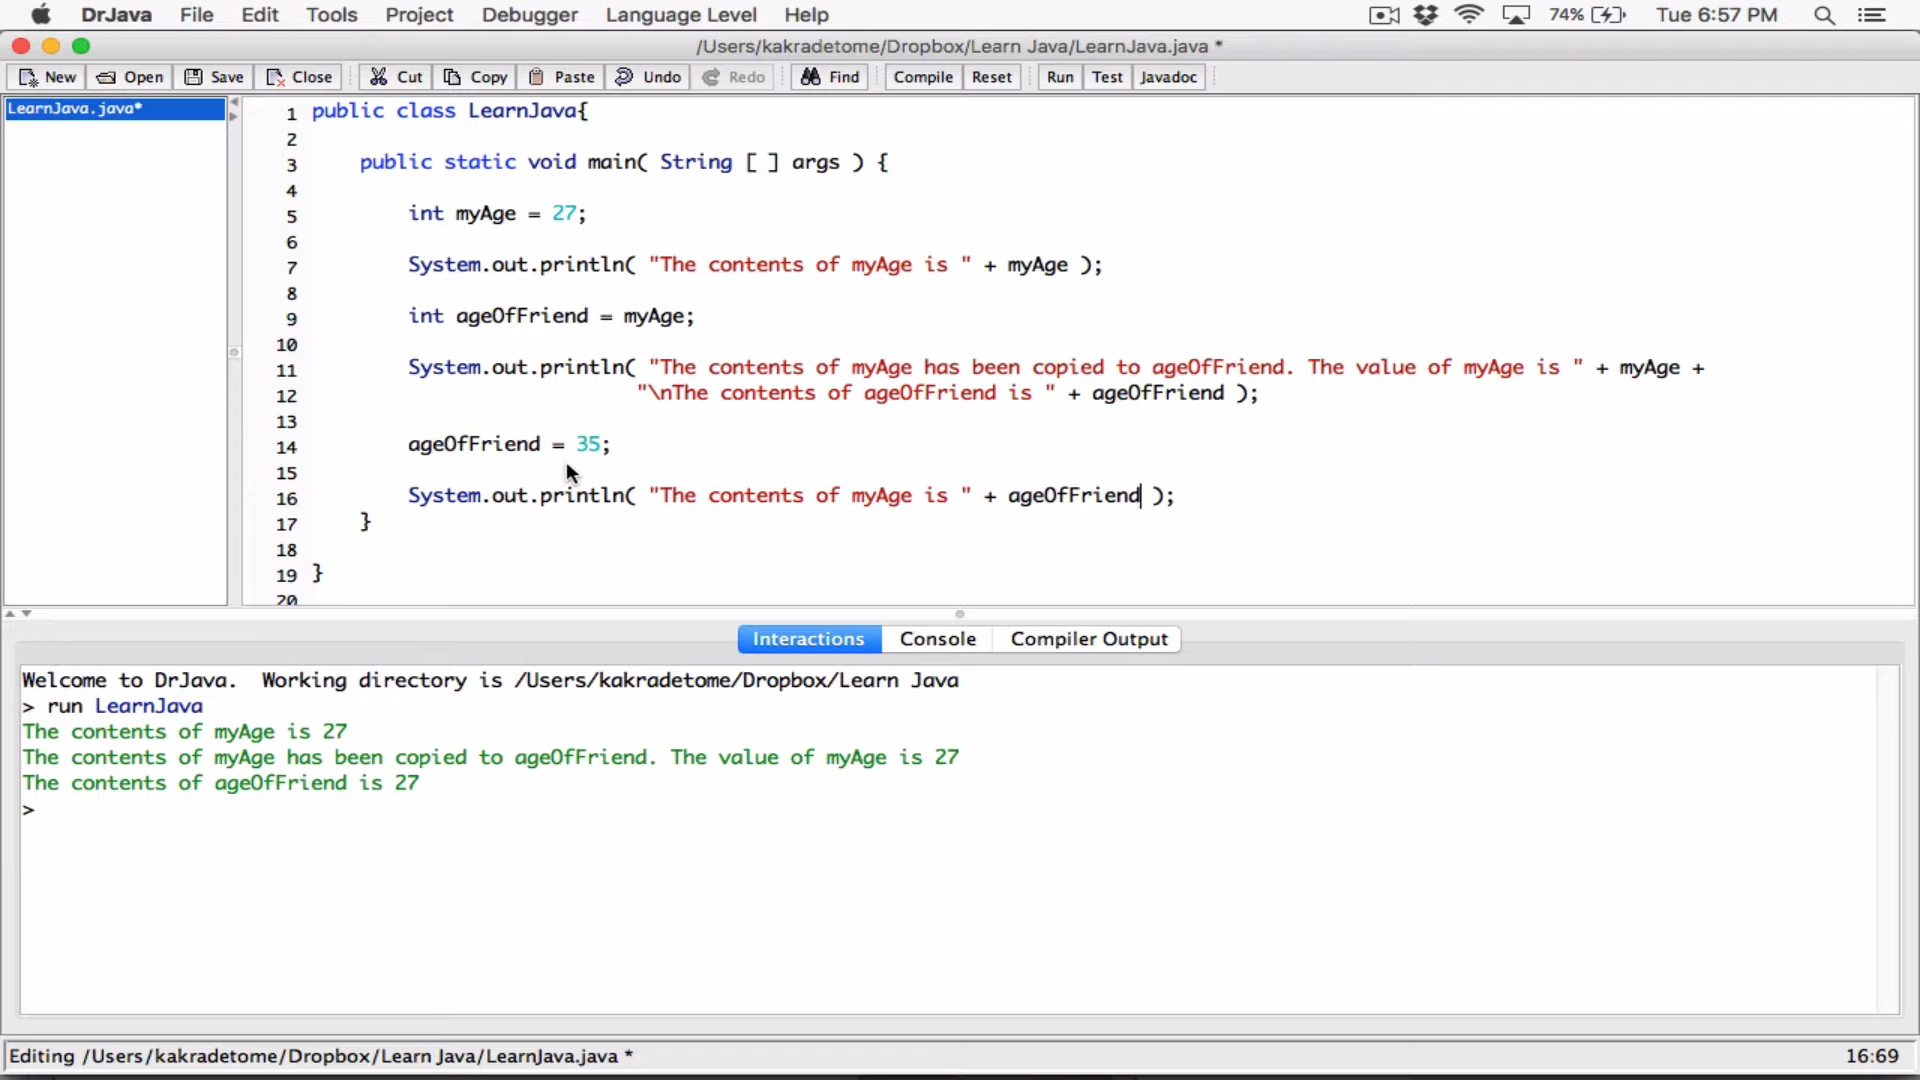 DrJava File Edit Tools Project Debugger Language Level Help 74% Tue 6:57 PM
/Users/kakradetome/Dropbox/Learn Java/LearnJava.java *
New Open Save Close Cut Copy Paste Undo Redo Find Compile Reset Run Test Javadoc
LearnJava.java*
1 public class LearnJava{
2
3 public static void main( String [ ] args ) {
4
5 int myAge = 27;
6
7 System.out.println( "The contents of myAge is " + myAge );
8
9 int ageOfFriend = myAge;
10
11 System.out.println( "The contents of myAge has been copied to ageOfFriend. The value of myAge is " + myAge +
12 "\nThe contents of ageOfFriend is " + ageOfFriend );
13
14 ageOfFriend = 35;
15
16 System.out.println( "The contents of myAge is " + ageOfFriend );
17 }
18
19 }
20
Interactions Console Compiler Output
Welcome to DrJava.  Working directory is /Users/kakradetome/Dropbox/Learn Java
> run LearnJava
The contents of myAge is 27
The contents of myAge has been copied to ageOfFriend. The value of myAge is 27
The contents of ageOfFriend is 27
>
Editing /Users/kakradetome/Dropbox/Learn Java/LearnJava.java * 16:69